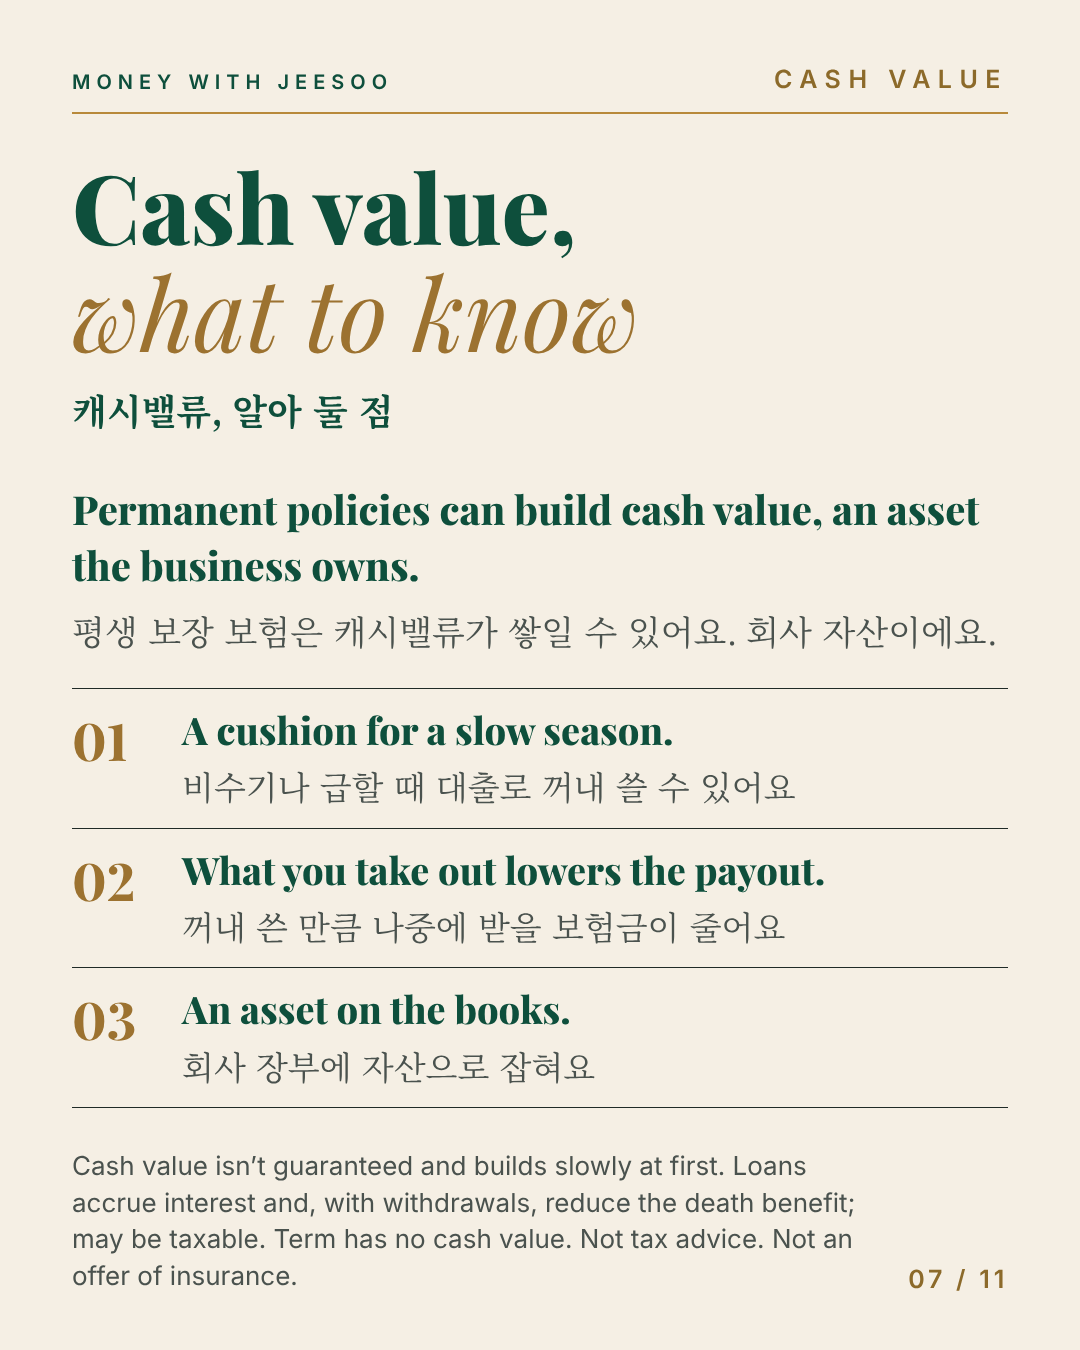 MONEY WITH JEESOO
CASH VALUE
Cash value,
what to know
캐시밸류, 알아 둘 점
Permanent policies can build cash value, an asset
the business owns.
평생 보장 보험은 캐시밸류가 쌓일 수 있어요. 회사 자산이에요.
01
A cushion for a slow season.
비수기나 급할 때 대출로 꺼내 쓸 수 있어요
02
What you take out lowers the payout.
꺼내 쓴 만큼 나중에 받을 보험금이 줄어요
03
An asset on the books.
회사 장부에 자산으로 잡혀요
Cash value isn’t guaranteed and builds slowly at first. Loans
accrue interest and, with withdrawals, reduce the death benefit;
may be taxable. Term has no cash value. Not tax advice. Not an
offer of insurance.
07 / 11